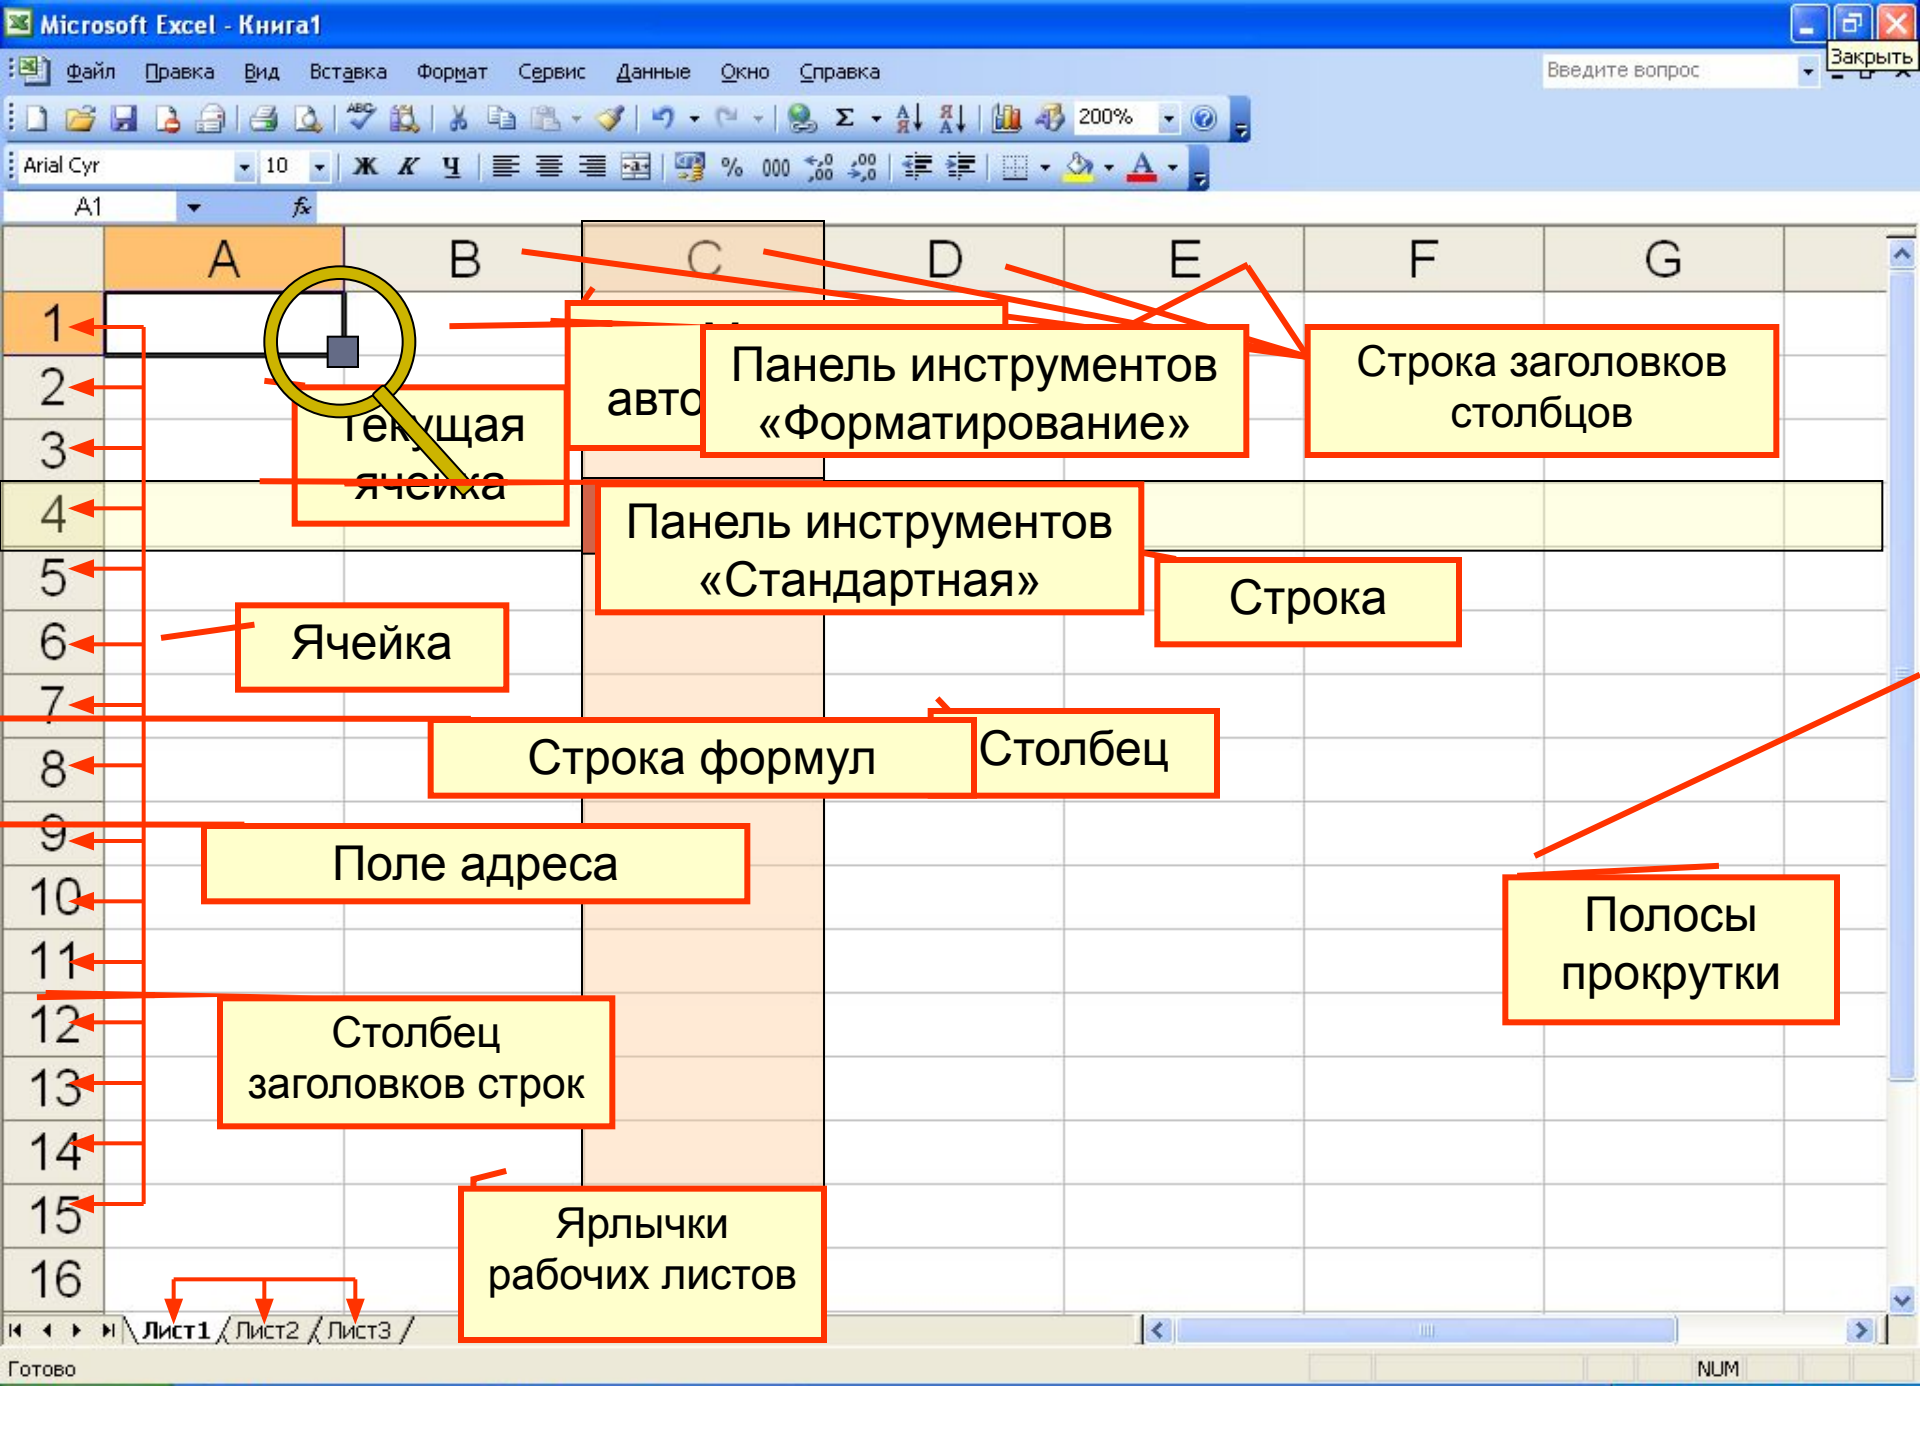 Microsoft Excel - Книга1
Закрыть
Файл Правка Вид Вставка Формат Сервис Данные Окно Справка
Введите вопрос
200%
Arial Cyr 10 Ж К Ч % 000
A1 fx
A B C D E F G
1
2
3
4
5
6
7
8
9
10
11
12
13
14
15
16
авто
Панель инструментов
«Форматирование»
Строка заголовков
столбцов
Текущая
ячейка
Панель инструментов
«Стандартная»
Строка
Ячейка
Строка формул
Столбец
Поле адреса
Полосы
прокрутки
Столбец
заголовков строк
Ярлычки
рабочих листов
Лист1 Лист2 Лист3
Готово
NUM